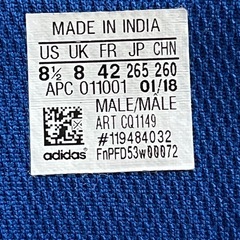 MADE IN INDIA
US UK FR JP CHN
8½ 8 42 265 260
APC 011001 01/18
MALE/MALE
ART CQ1149
#119484032
adidas FnPFD53w00072